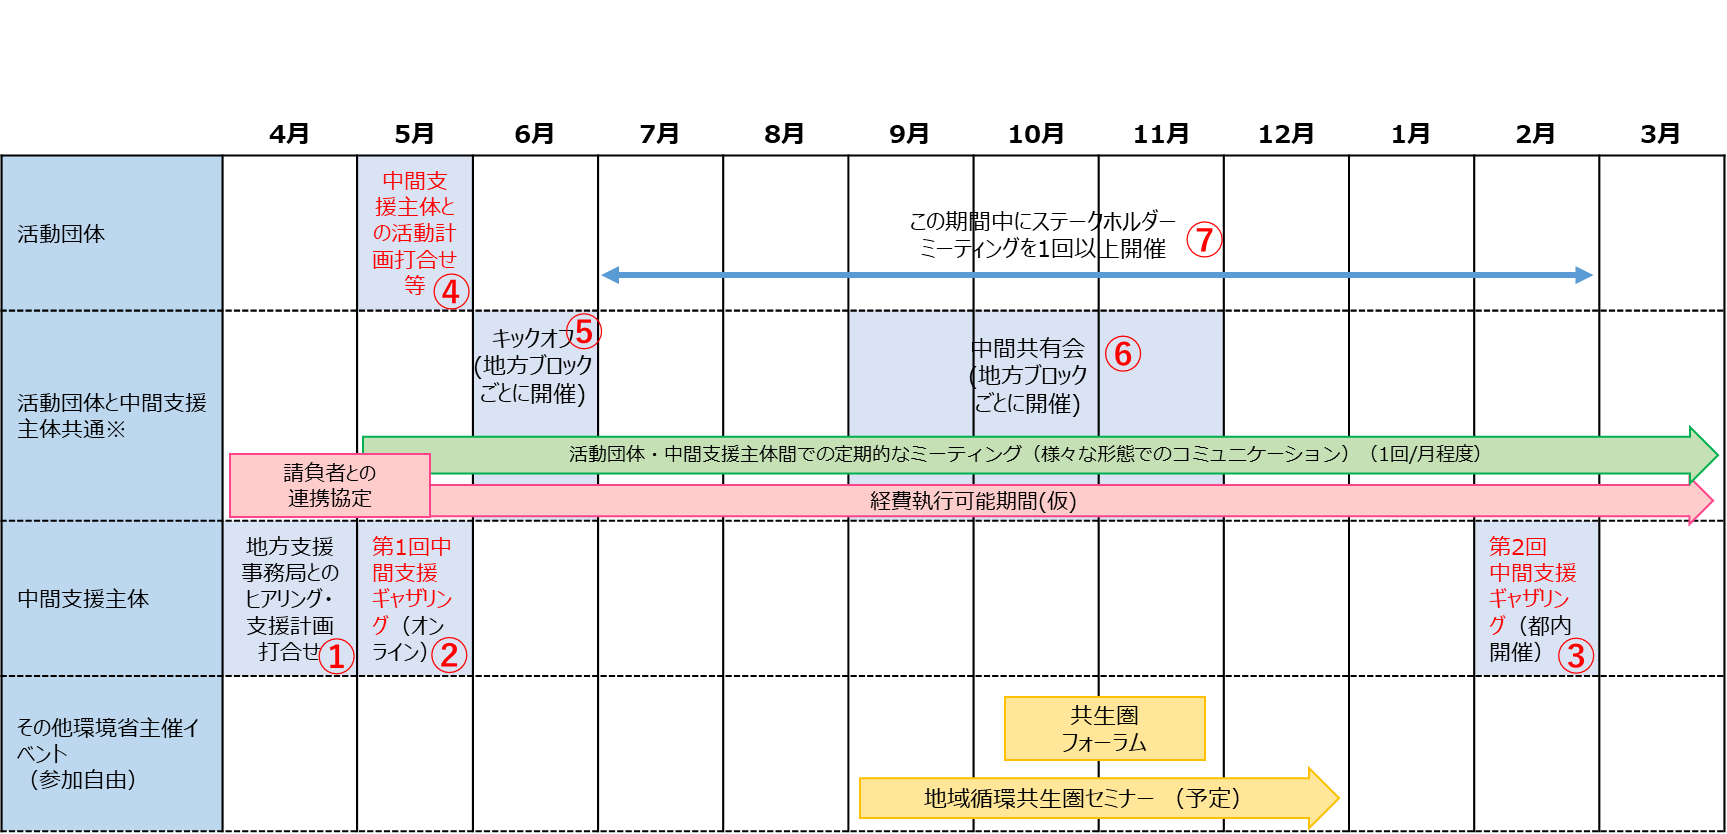 4月 5月 6月 7月 8月 9月 10月 11月 12月 1月 2月 3月
活動団体
中間支
援主体と
の活動計
画打合せ
等 ④
この期間中にステークホルダー
ミーティングを1回以上開催 ⑦
活動団体と中間支援
主体共通※
キックオフ ⑤
(地方ブロック
ごとに開催)
中間共有会 ⑥
(地方ブロック
ごとに開催)
活動団体・中間支援主体間での定期的なミーティング（様々な形態でのコミュニケーション）（1回/月程度）
請負者との
連携協定
経費執行可能期間(仮)
中間支援主体
地方支援
事務局との
ヒアリング・
支援計画
打合せ ①
第1回中
間支援
ギャザリン
グ（オン
ライン） ②
第2回
中間支援
ギャザリン
グ（都内
開催） ③
その他環境省主催イ
ベント
（参加自由）
共生圏
フォーラム
地域循環共生圏セミナー （予定）